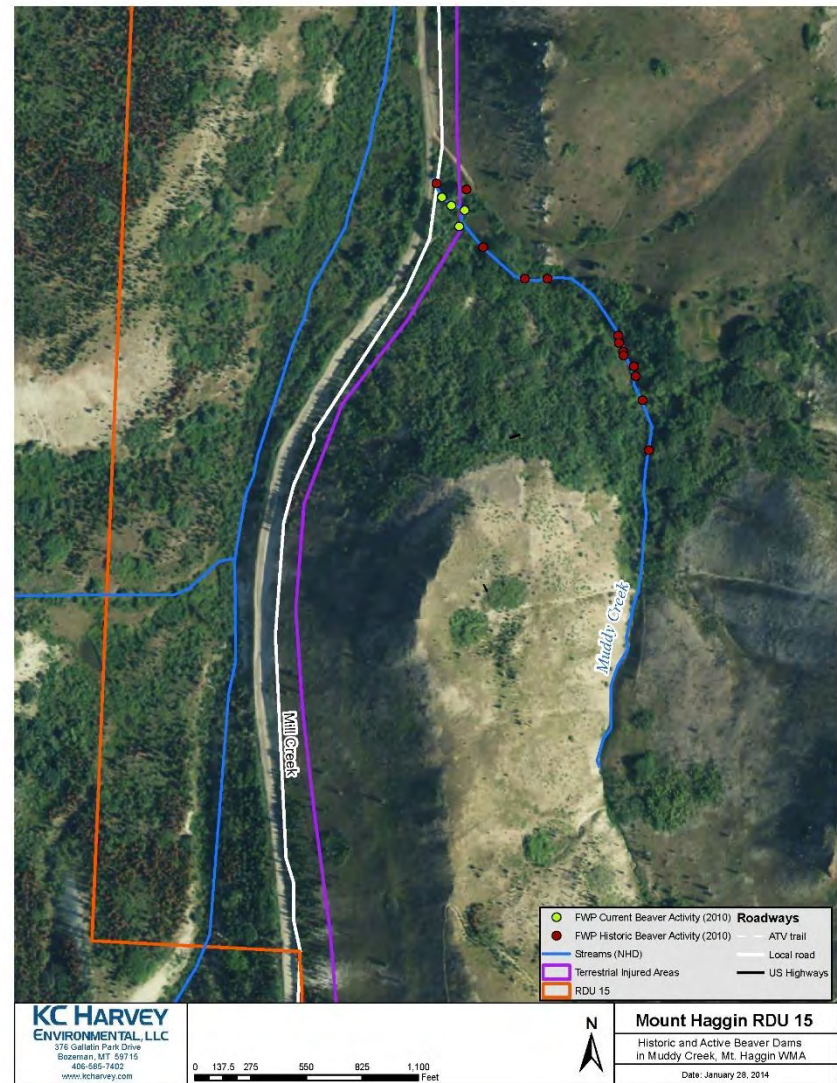 Muddy Creek
Mill Creek
FWP Current Beaver Activity (2010)
FWP Historic Beaver Activity (2010)
Streams (NHD)
Terrestrial Injured Areas
RDU 15
Roadways
ATV trail
Local road
US Highways
KC HARVEY
ENVIRONMENTAL, LLC
376 Gallatin Park Drive
Bozeman, MT 59715
406-585-7402
www.kcharvey.com
0 137.5 275 550 825 1,100
Feet
N
Mount Haggin RDU 15
Historic and Active Beaver Dams
in Muddy Creek, Mt. Haggin WMA
Date: January 28, 2014